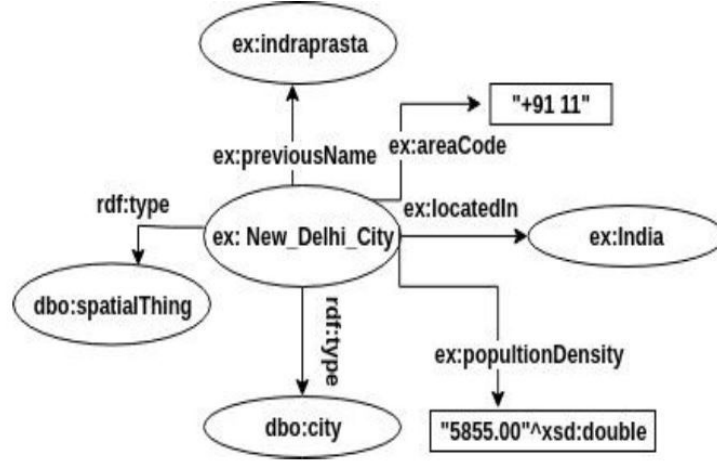 ex:indraprasta
"+91 11"
ex:previousName
ex:areaCode
rdf:type
ex:locatedIn
ex: New_Delhi_City
ex:India
dbo:spatialThing
rdf:type
ex:popultionDensity
dbo:city
"5855.00"^xsd:double